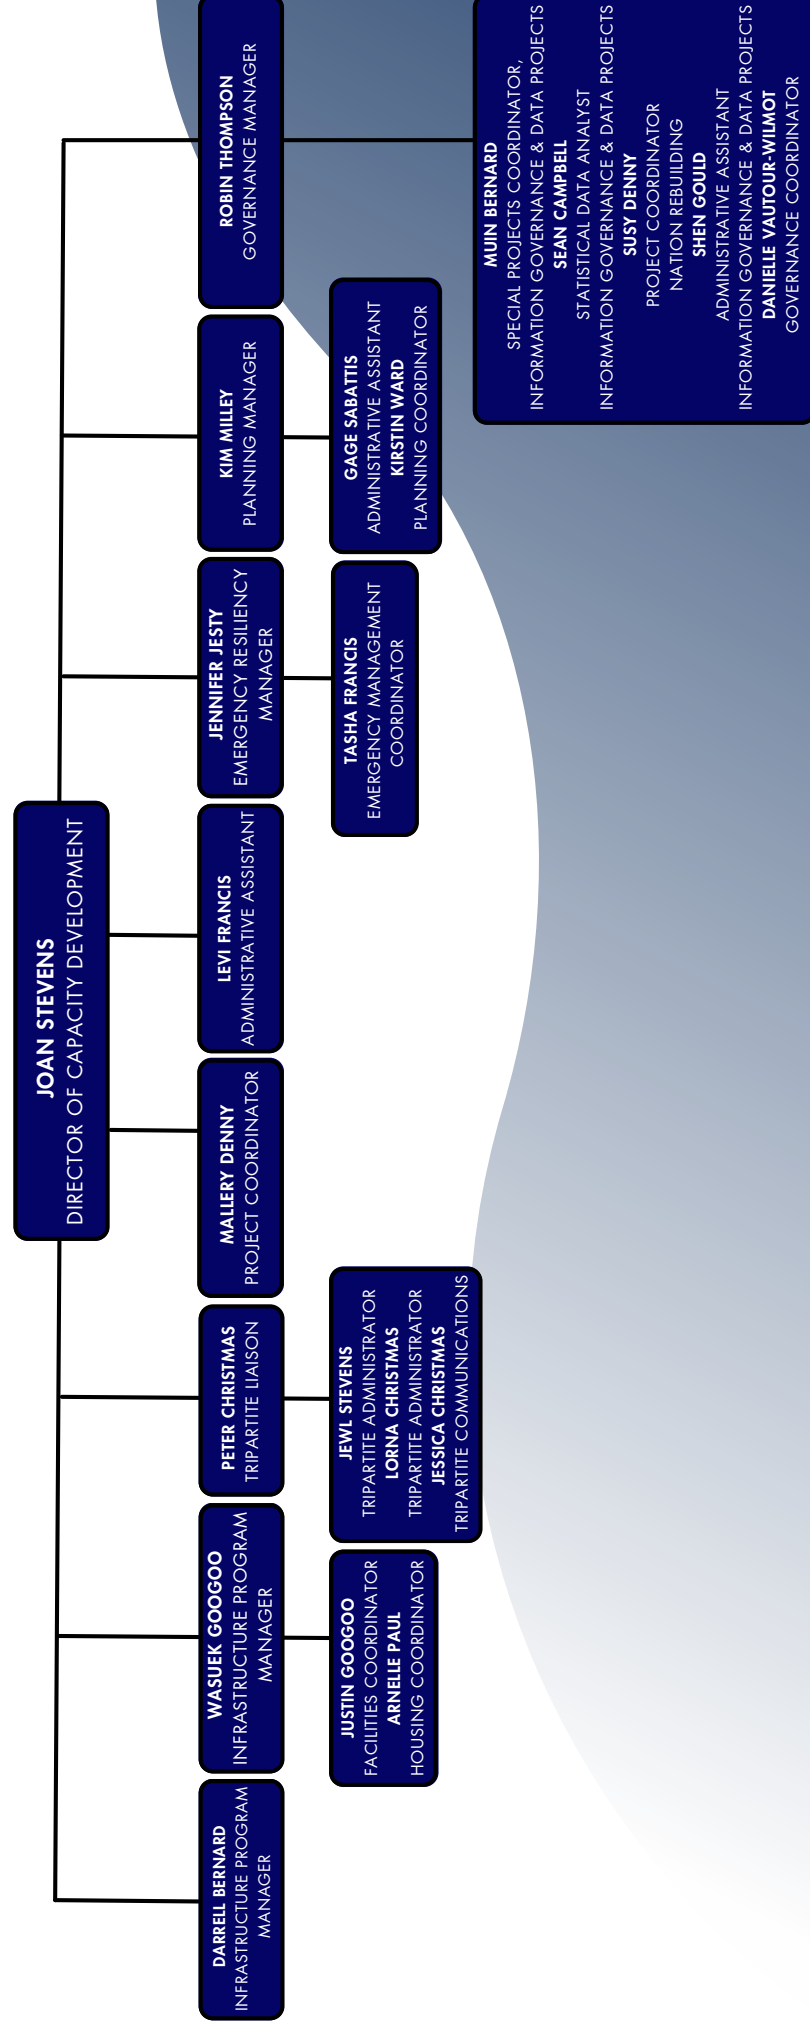 JOAN STEVENS
DIRECTOR OF CAPACITY DEVELOPMENT
DARRELL BERNARD
INFRASTRUCTURE PROGRAM
MANAGER
WASUEK GOOGOO
INFRASTRUCTURE PROGRAM
MANAGER
PETER CHRISTMAS
TRIPARTITE LIAISON
MALLERY DENNY
PROJECT COORDINATOR
LEVI FRANCIS
ADMINISTRATIVE ASSISTANT
JENNIFER JESTY
EMERGENCY RESILIENCY
MANAGER
KIM MILLEY
PLANNING MANAGER
ROBIN THOMPSON
GOVERNANCE MANAGER
JUSTIN GOOGOO
FACILITIES COORDINATOR
ARNELLE PAUL
HOUSING COORDINATOR
JEWL STEVENS
TRIPARTITE ADMINISTRATOR
LORNA CHRISTMAS
TRIPARTITE ADMINISTRATOR
JESSICA CHRISTMAS
TRIPARTITE COMMUNICATIONS
TASHA FRANCIS
EMERGENCY MANAGEMENT
COORDINATOR
GAGE SABATTIS
ADMINISTRATIVE ASSISTANT
KIRSTIN WARD
PLANNING COORDINATOR
MUIN BERNARD
SPECIAL PROJECTS COORDINATOR,
INFORMATION GOVERNANCE & DATA PROJECTS
SEAN CAMPBELL
STATISTICAL DATA ANALYST
INFORMATION GOVERNANCE & DATA PROJECTS
SUSY DENNY
PROJECT COORDINATOR
NATION REBUILDING
SHEN GOULD
ADMINISTRATIVE ASSISTANT
INFORMATION GOVERNANCE & DATA PROJECTS
DANIELLE VAUTOUR-WILMOT
GOVERNANCE COORDINATOR